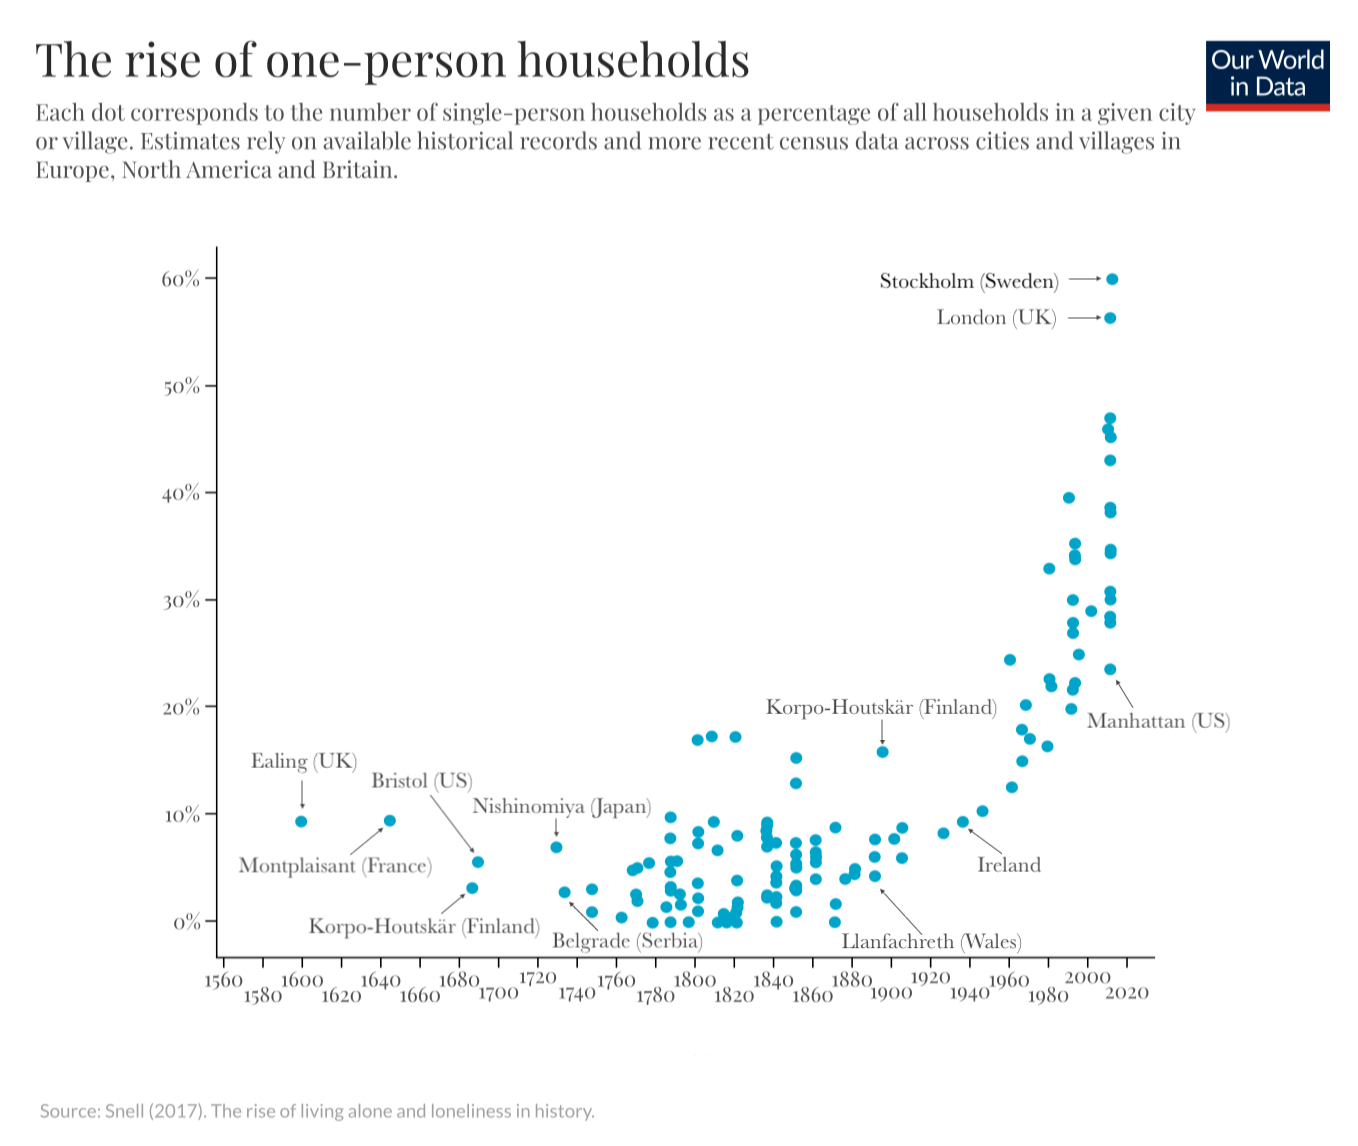 The rise of one-person households
Our World
in Data
Each dot corresponds to the number of single-person households as a percentage of all households in a given city
or village. Estimates rely on available historical records and more recent census data across cities and villages in
Europe, North America and Britain.
60%
Stockholm (Sweden)
London (UK)
50%
40%
30%
20%
Korpo-Houtskär (Finland)
Manhattan (US)
Ealing (UK)
Bristol (US)
Nishinomiya (Japan)
10%
Montplaisant (France)
Ireland
0%
Korpo-Houtskär (Finland)
Belgrade (Serbia)
Llanfachreth (Wales)
1560 1600 1640 1680 1720 1760 1800 1840 1880 1920 1960 2000
1580 1620 1660 1700 1740 1780 1820 1860 1900 1940 1980 2020
Source: Snell (2017). The rise of living alone and loneliness in history.